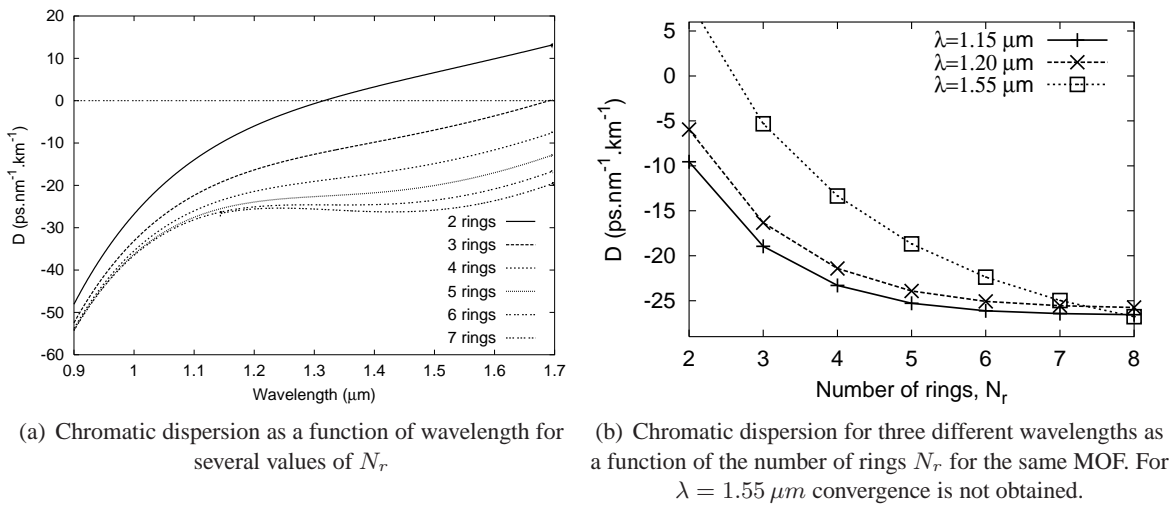 20
10
0
-10
-20
-30
-40
-50
-60
D (ps.nm⁻¹.km⁻¹)
2 rings
3 rings
4 rings
5 rings
6 rings
7 rings
0.9 1 1.1 1.2 1.3 1.4 1.5 1.6 1.7
Wavelength (μm)
(a) Chromatic dispersion as a function of wavelength for
several values of Nᵣ
5
0
-5
-10
-15
-20
-25
D (ps.nm⁻¹.km⁻¹)
λ=1.15 μm
λ=1.20 μm
λ=1.55 μm
2 3 4 5 6 7 8
Number of rings, Nᵣ
(b) Chromatic dispersion for three different wavelengths as
a function of the number of rings Nᵣ for the same MOF. For
λ = 1.55 μm convergence is not obtained.